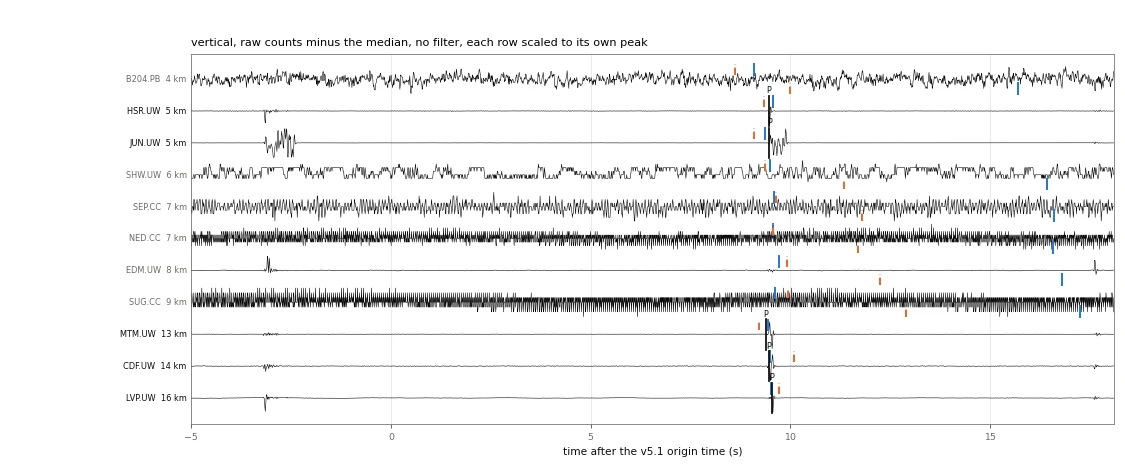 vertical, raw counts minus the median, no filter, each row scaled to its own peak
B204.PB 4 km
P
HSR.UW 5 km
P
JUN.UW 5 km
SHW.UW 6 km
SEP.CC 7 km
NED.CC 7 km
EDM.UW 8 km
SUG.CC 9 km
P
MTM.UW 13 km
P
CDF.UW 14 km
P
LVP.UW 16 km
−5 0 5 10 15
time after the v5.1 origin time (s)